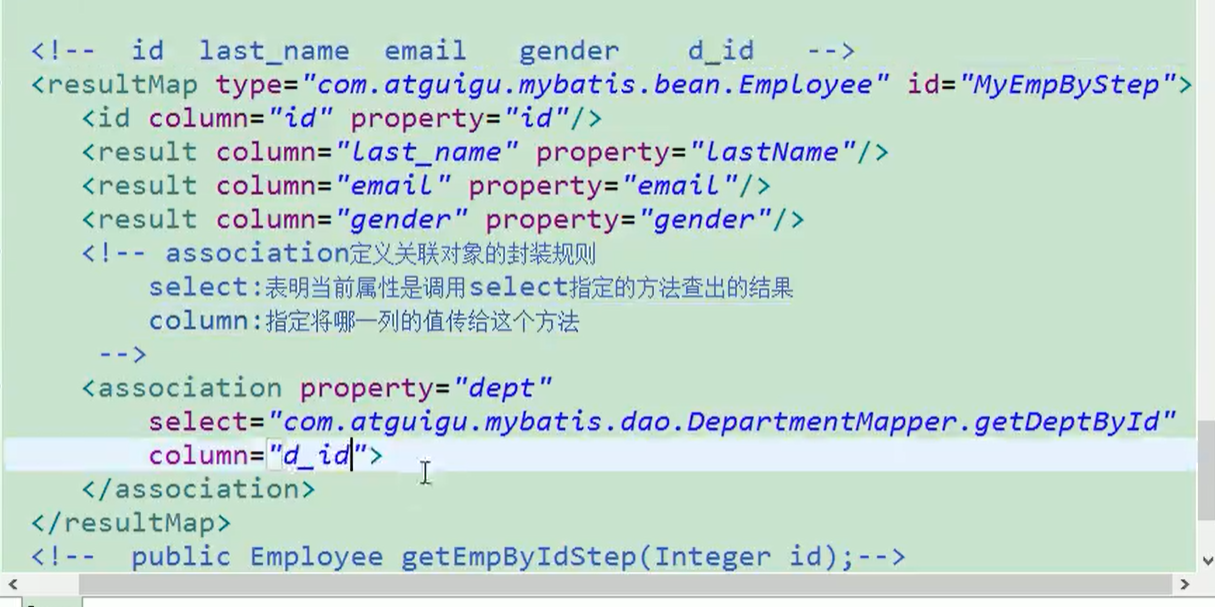 <!--  id  last_name  email   gender    d_id   -->
<resultMap type="com.atguigu.mybatis.bean.Employee" id="MyEmpByStep">
<id column="id" property="id"/>
<result column="last_name" property="lastName"/>
<result column="email" property="email"/>
<result column="gender" property="gender"/>
<!-- association定义关联对象的封装规则
select:表明当前属性是调用select指定的方法查出的结果
column:指定将哪一列的值传给这个方法
-->
<association property="dept"
select="com.atguigu.mybatis.dao.DepartmentMapper.getDeptById"
column="d_id">
</association>
</resultMap>
<!--  public Employee getEmpByIdStep(Integer id);-->